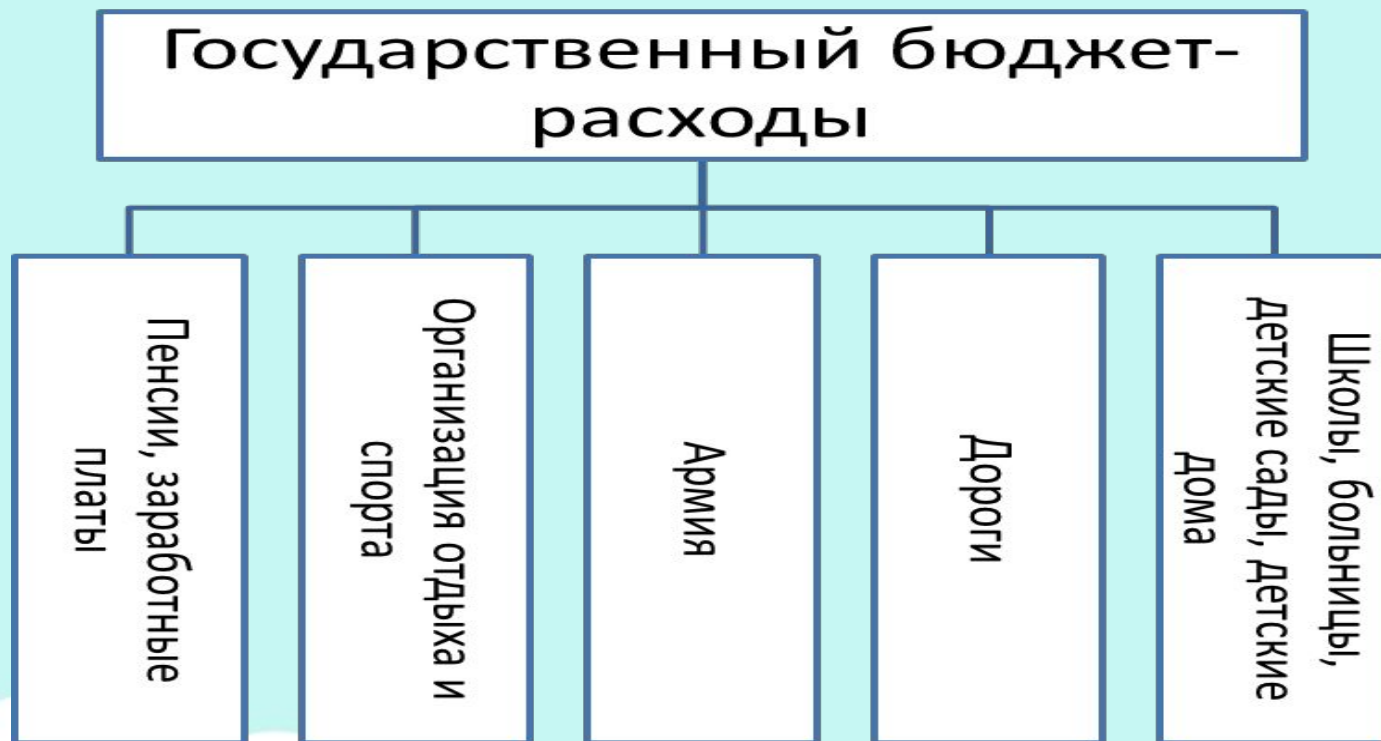 Государственный бюджет-
расходы
Пенсии, заработные
платы
Организация отдыха и
спорта
Армия
Дороги
Школы, больницы,
детские сады, детские
дома